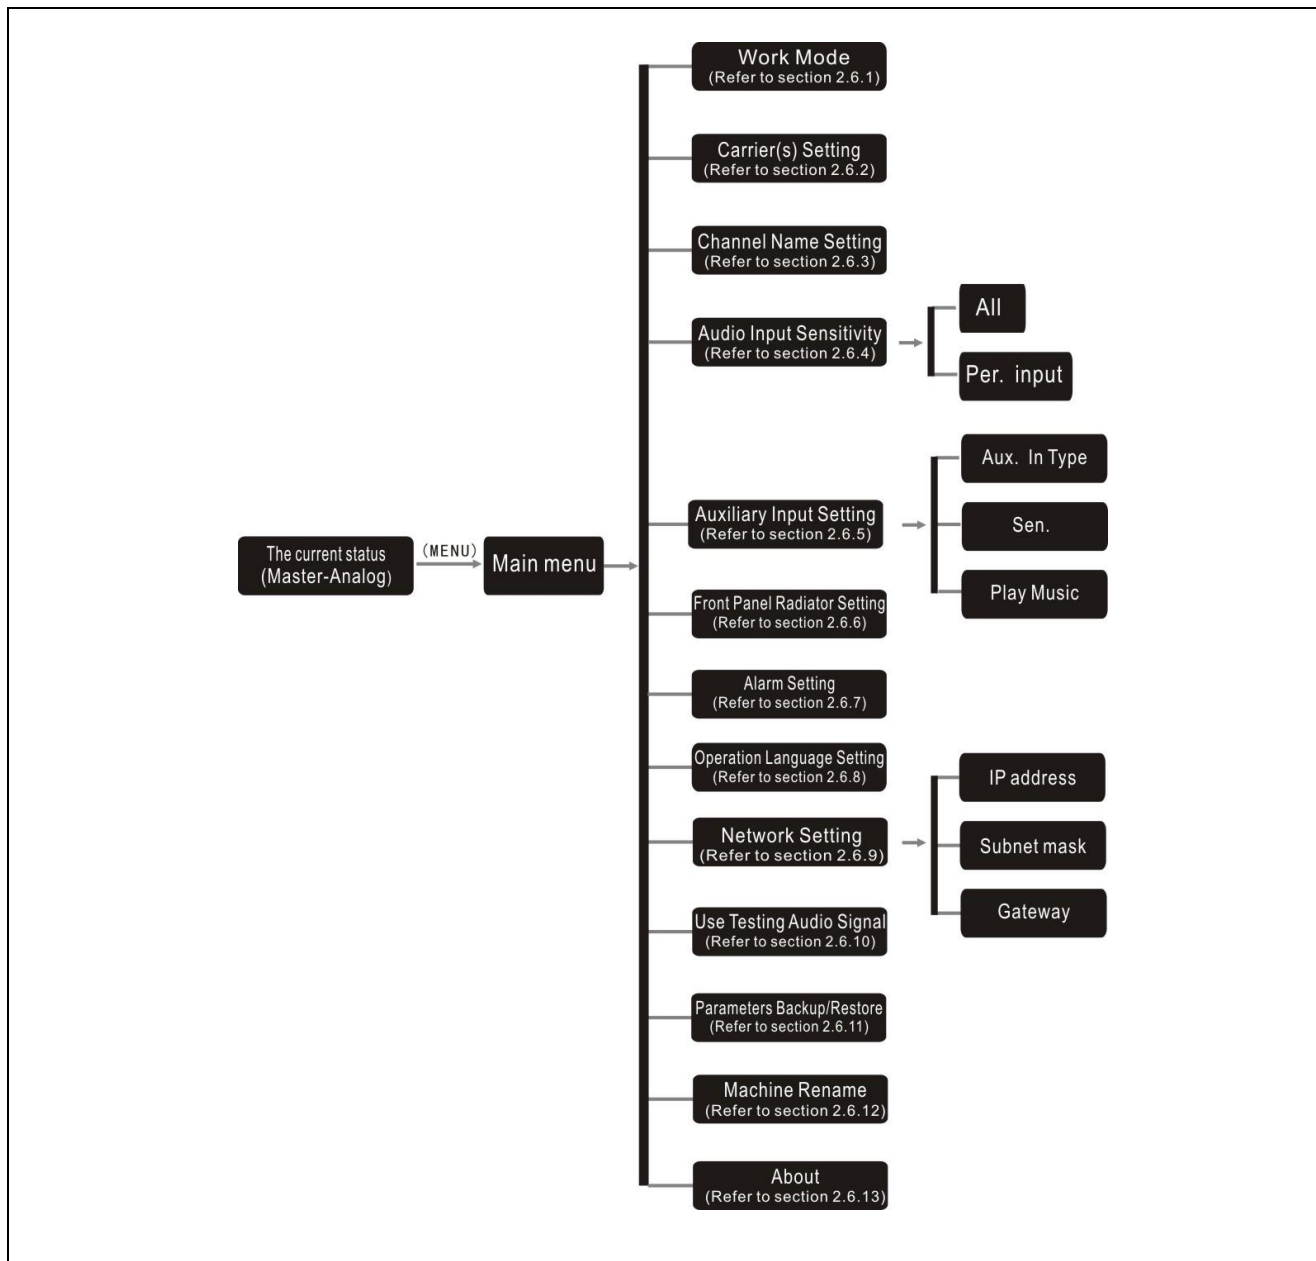 The current status
(Master-Analog)
(MENU)
Main menu
Work Mode
(Refer to section 2.6.1)
Carrier(s) Setting
(Refer to section 2.6.2)
Channel Name Setting
(Refer to section 2.6.3)
Audio Input Sensitivity
(Refer to section 2.6.4)
All
Per. input
Auxiliary Input Setting
(Refer to section 2.6.5)
Aux. In Type
Sen.
Play Music
Front Panel Radiator Setting
(Refer to section 2.6.6)
Alarm Setting
(Refer to section 2.6.7)
Operation Language Setting
(Refer to section 2.6.8)
Network Setting
(Refer to section 2.6.9)
IP address
Subnet mask
Gateway
Use Testing Audio Signal
(Refer to section 2.6.10)
Parameters Backup/Restore
(Refer to section 2.6.11)
Machine Rename
(Refer to section 2.6.12)
About
(Refer to section 2.6.13)